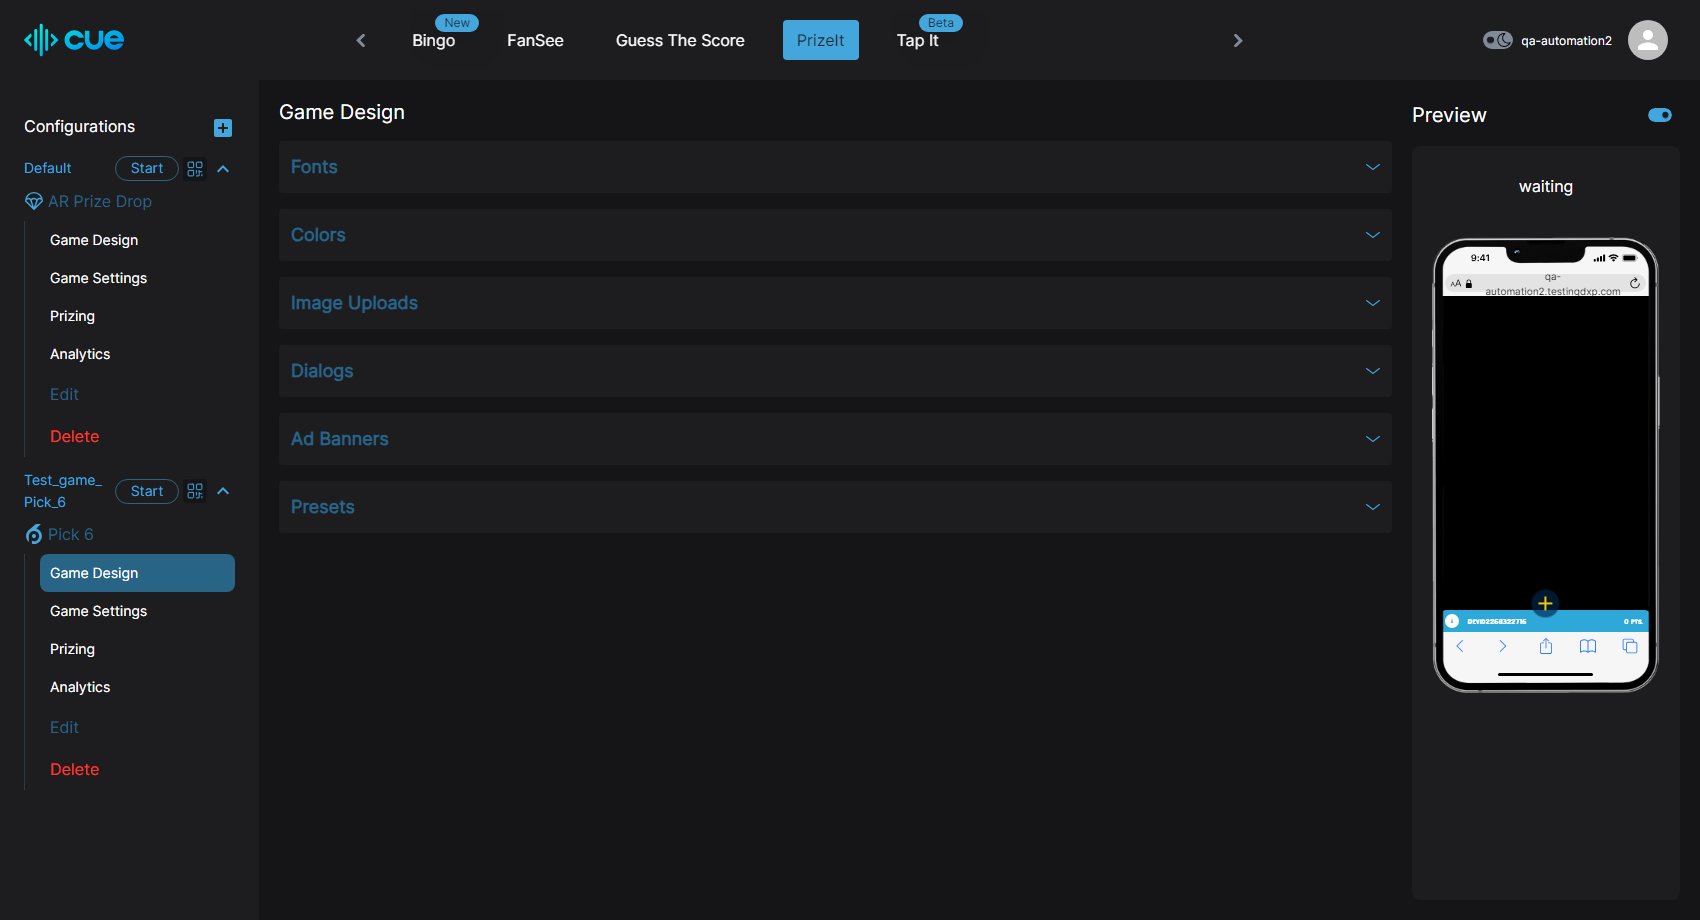 cue
Bingo
New
FanSee
Guess The Score
PrizeIt
Tap It
Beta
qa-automation2
Configurations
Default
Start
AR Prize Drop
Game Design
Game Settings
Prizing
Analytics
Edit
Delete
Test_game_
Pick_6
Start
Pick 6
Game Design
Game Settings
Prizing
Analytics
Edit
Delete
Game Design
Fonts
Colors
Image Uploads
Dialogs
Ad Banners
Presets
Preview
waiting
9:41
AA
qa-
automation2.testingdxp.com
0 PTS.